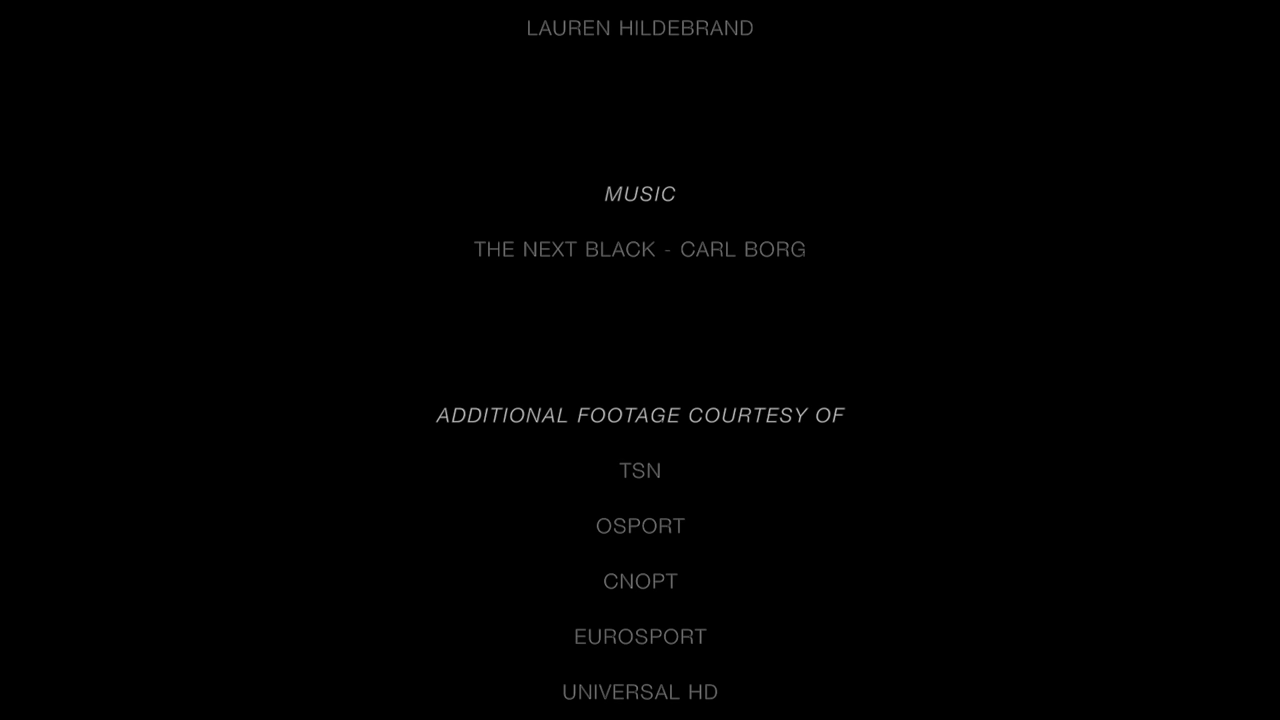 LAUREN HILDEBRAND
MUSIC
THE NEXT BLACK - CARL BORG
ADDITIONAL FOOTAGE COURTESY OF
TSN
OSPORT
CNOPT
EUROSPORT
UNIVERSAL HD